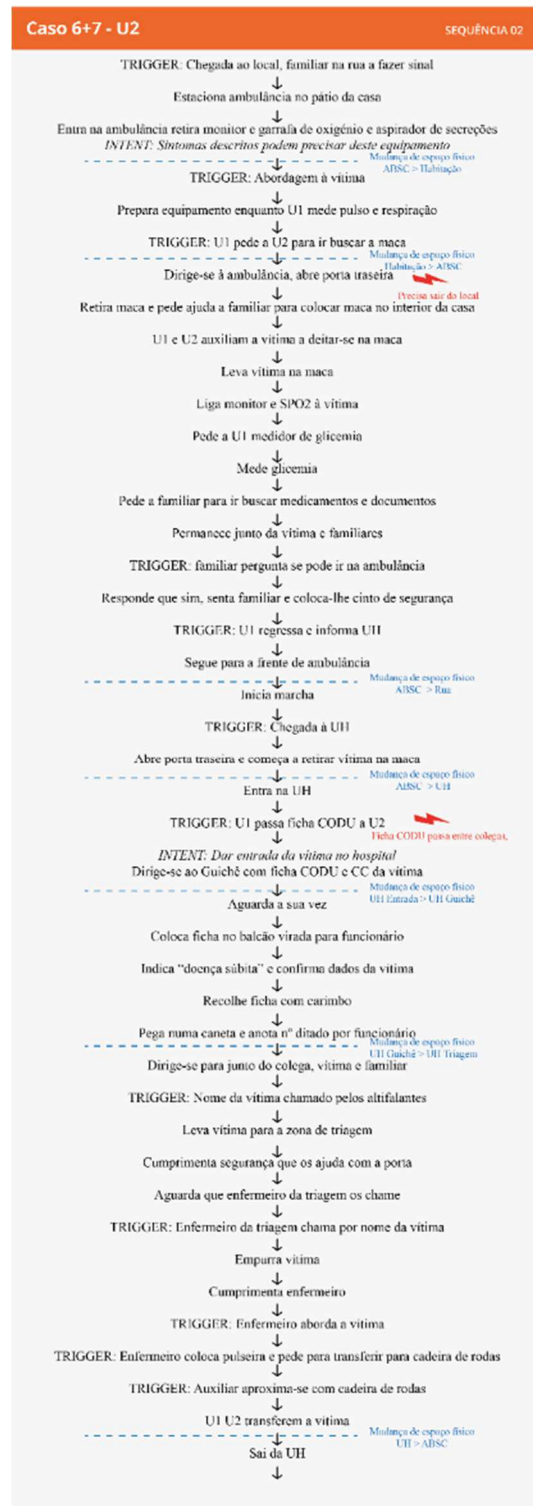 Caso 6+7 - U2
SEQUÊNCIA 02
TRIGGER: Chegada ao local, familiar na rua a fazer sinal
Estaciona ambulância no pátio da casa
Entra na ambulância retira monitor e garrafa de oxigénio e aspirador de secreções
INTENT: Sintomas descritos podem precisar deste equipamento
Mudança de espaço físico
ABSC > Habitação
TRIGGER: Abordagem à vítima
Prepara equipamento enquanto U1 mede pulso e respiração
TRIGGER: U1 pede a U2 para ir buscar a maca
Mudança de espaço físico
Habitação > ABSC
Dirige-se à ambulância, abre porta traseira
Precisa sair do local
Retira maca e pede ajuda a familiar para colocar maca no interior da casa
U1 e U2 auxiliam a vítima a deitar-se na maca
Leva vítima na maca
Liga monitor e SPO2 à vítima
Pede a U1 medidor de glicemia
Mede glicemia
Pede a familiar para ir buscar medicamentos e documentos
Permanece junto da vítima e familiares
TRIGGER: familiar pergunta se pode ir na ambulância
Responde que sim, senta familiar e coloca-lhe cinto de segurança
TRIGGER: U1 regressa e informa UH
Segue para a frente de ambulância
Mudança de espaço físico
ABSC > Rua
Inicia marcha
TRIGGER: Chegada à UH
Abre porta traseira e começa a retirar vítima na maca
Mudança de espaço físico
ABSC > UH
Entra na UH
TRIGGER: U1 passa ficha CODU a U2
Ficha CODU passa entre colegas,
INTENT: Dar entrada da vítima no hospital
Dirige-se ao Guichê com ficha CODU e CC da vítima
Mudança de espaço físico
UH Entrada > UH Guichê
Aguarda a sua vez
Coloca ficha no balcão virada para funcionário
Indica “doença súbita” e confirma dados da vítima
Recolhe ficha com carimbo
Pega numa caneta e anota nº ditado por funcionário
Mudança de espaço físico
UH Guichê > UH Triagem
Dirige-se para junto do colega, vítima e familiar
TRIGGER: Nome da vítima chamado pelos altifalantes
Leva vítima para a zona de triagem
Cumprimenta segurança que os ajuda com a porta
Aguarda que enfermeiro da triagem os chame
TRIGGER: Enfermeiro da triagem chama por nome da vítima
Empurra vítima
Cumprimenta enfermeiro
TRIGGER: Enfermeiro aborda a vítima
TRIGGER: Enfermeiro coloca pulseira e pede para transferir para cadeira de rodas
TRIGGER: Auxiliar aproxima-se com cadeira de rodas
U1 U2 transferem a vítima
Mudança de espaço físico
UH > ABSC
Sai da UH